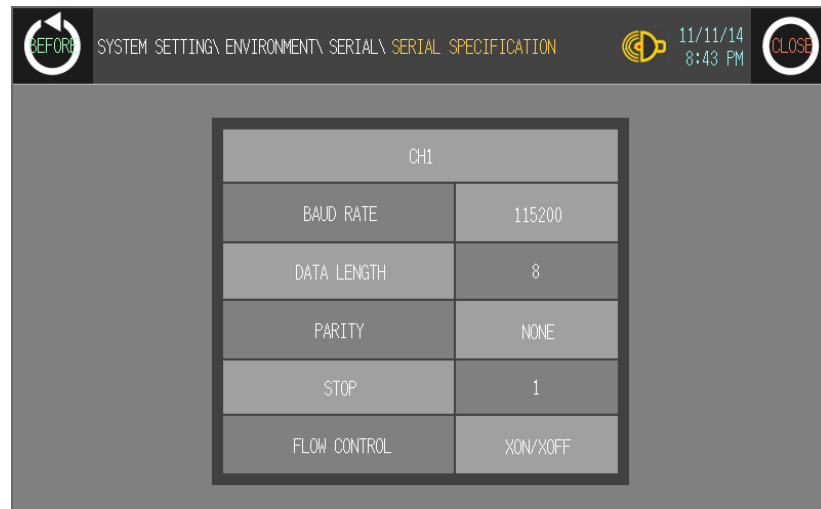 BEFORE SYSTEM SETTING\ ENVIRONMENT\ SERIAL\ SERIAL SPECIFICATION 11/11/14 CLOSE
8:43 PM
CH1
BAUD RATE 115200
DATA LENGTH 8
PARITY NONE
STOP 1
FLOW CONTROL XON/XOFF